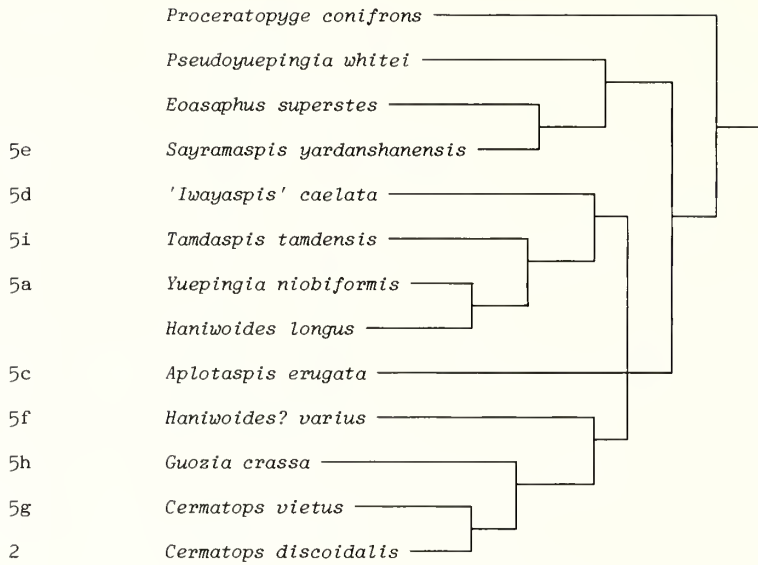 Proceratopyge conifrons
Pseudoyuepingia whitei
Eoasaphus superstes
5e Sayramaspis yardanshanensis
5d 'Iwayaspis' caelata
5i Tamdaspis tamdensis
5a Yuepingia niobiformis
Haniwoides longus
5c Aplotaspis erugata
5f Haniwoides? varius
5h Guozia crassa
5g Cermatops vietus
2 Cermatops discoidalis